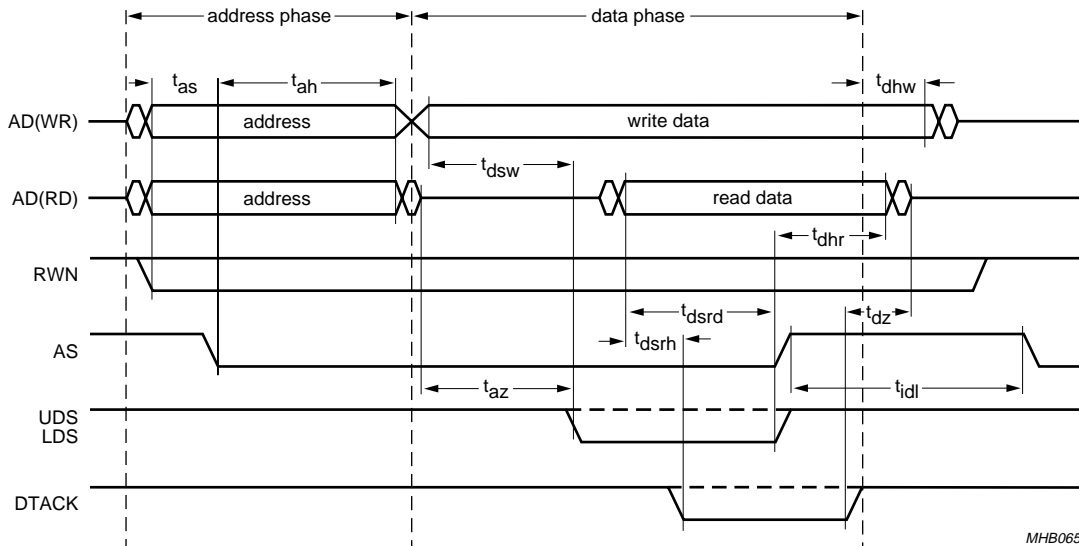 address phase data phase
tas tah tdhw
AD(WR) address write data
tdsw
AD(RD) address read data
tdhr
RWN
tdsrd tdz
tdsrh
AS
taz tidl
UDS
LDS
DTACK
MHB065